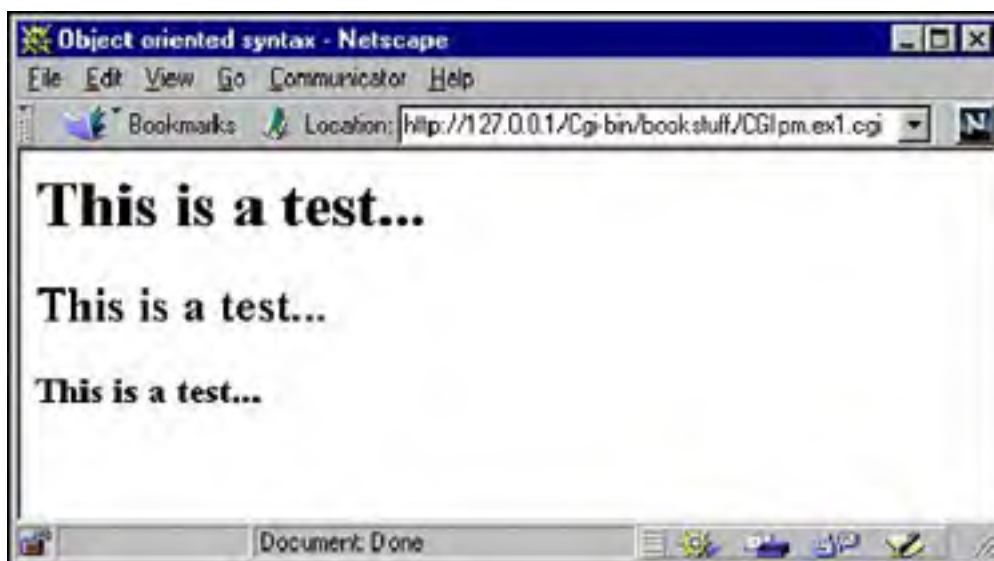 Object oriented syntax - Netscape
File Edit View Go Communicator Help
Bookmarks Location: http://127.0.0.1/Cgi-bin/bookstuff/CGIpm.ex1.cgi N
This is a test...
This is a test...
This is a test...
Document: Done